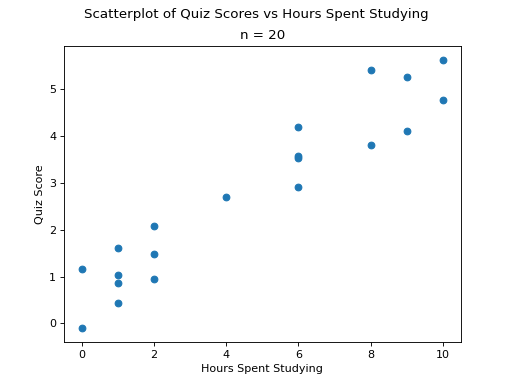 Scatterplot of Quiz Scores vs Hours Spent Studying
n = 20
5
4
3
2
1
0
Quiz Score
0 2 4 6 8 10
Hours Spent Studying